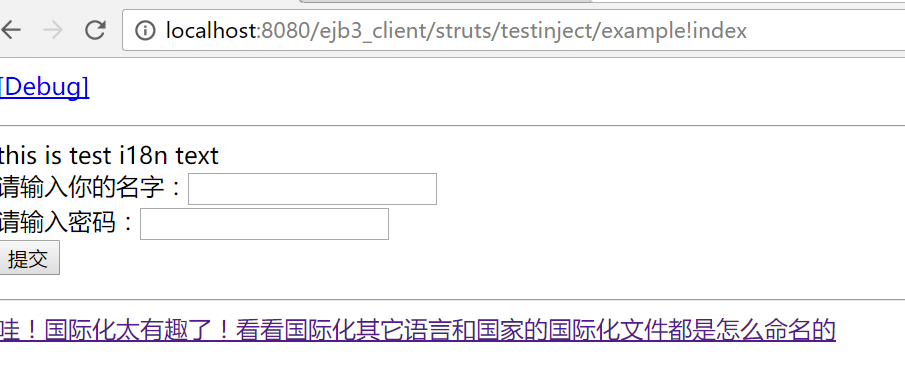 localhost:8080/ejb3_client/struts/testinject/example!index
[Debug]
this is test i18n text
请输入你的名字：
请输入密码：
提交
哇！国际化太有趣了！看看国际化其它语言和国家的国际化文件都是怎么命名的